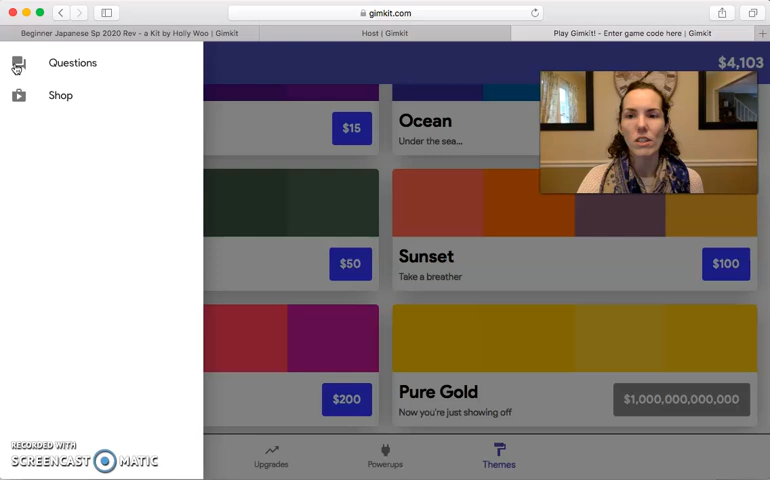 gimkit.com
Beginner Japanese Sp 2020 Rev - a Kit by Holly Woo | Gimkit
Host | Gimkit
Play Gimkit! - Enter game code here | Gimkit
Questions
Shop
$4,103
$15
Ocean
Under the sea...
$50
Sunset
Take a breather
$100
$200
Pure Gold
Now you're just showing off
$1,000,000,000,000
Upgrades
Powerups
Themes
RECORDED WITH
SCREENCAST MATIC